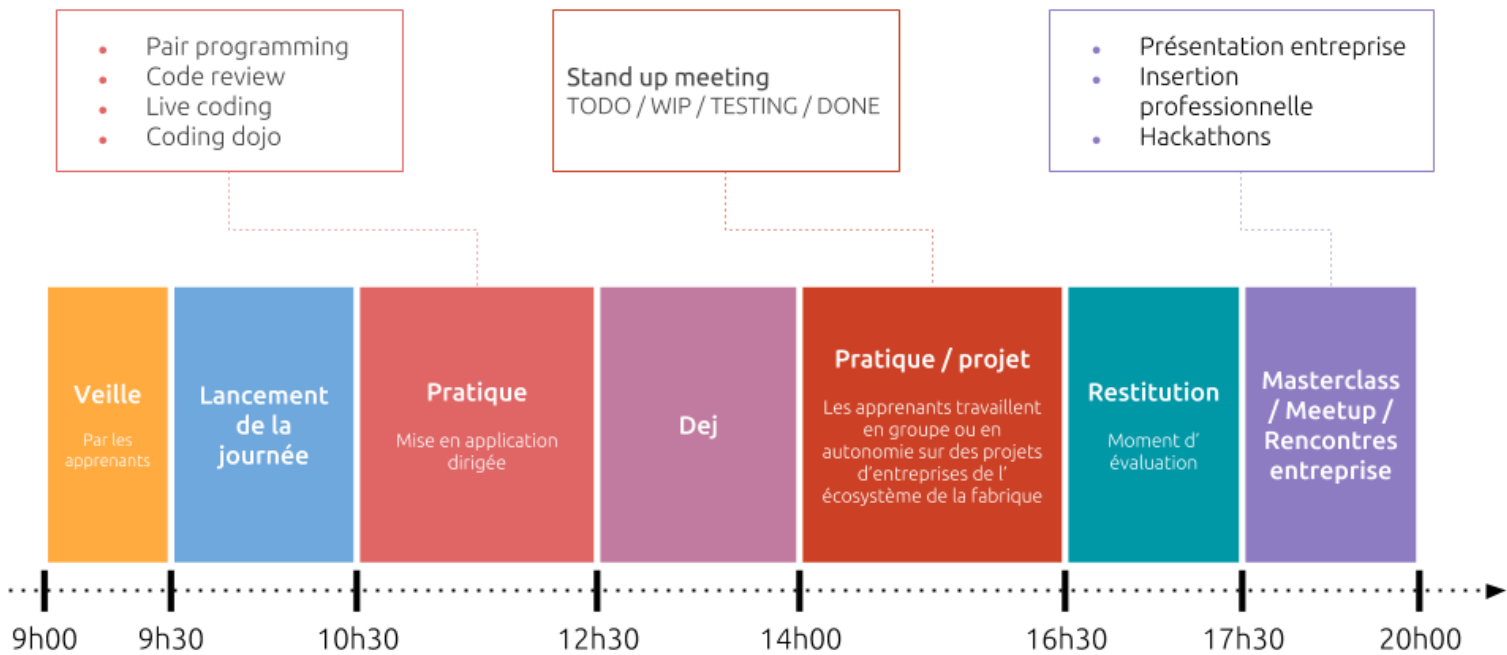 • Pair programming
• Code review
• Live coding
• Coding dojo
Stand up meeting
TODO / WIP / TESTING / DONE
• Présentation entreprise
• Insertion
professionnelle
• Hackathons
Veille
Par les
apprenants
Lancement
de la
journée
Pratique
Mise en application
dirigée
Dej
Pratique / projet
Les apprenants travaillent
en groupe ou en
autonomie sur des projets
d'entreprises de l'
écosystème de la fabrique
Restitution
Moment d'
évaluation
Masterclass
/ Meetup /
Rencontres
entreprise
9h00
9h30
10h30
12h30
14h00
16h30
17h30
20h00